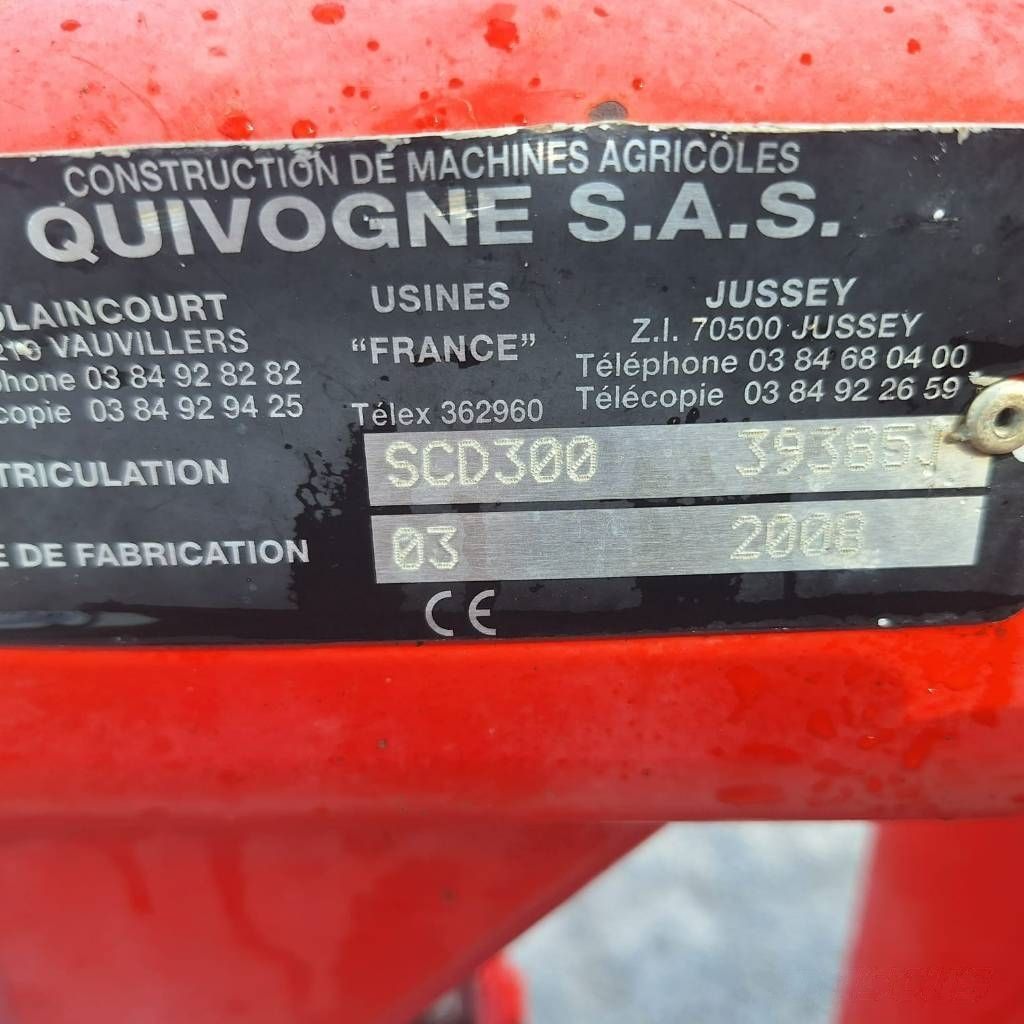 CONSTRUCTION DE MACHINES AGRICOLES
QUIVOGNE S.A.S.
USINES
"FRANCE"
Télex 362960
VAUVILLERS
03 84 92 82 82
03 84 92 94 25
JUSSEY
Z.I. 70500 JUSSEY
Téléphone 03 84 68 04 00
Télécopie 03 84 92 26 59
TRICULATION SCD300 39385J
E DE FABRICATION 03 2008
CE